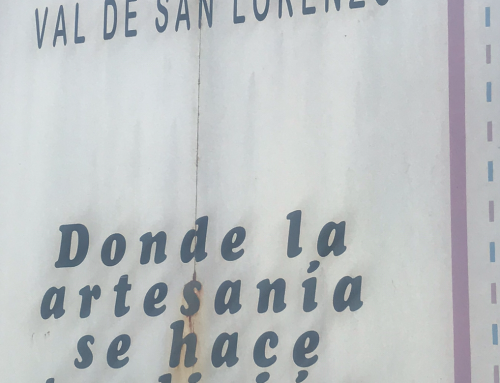 VAL DE SAN LORENZO
Donde la
artesanía
se hace